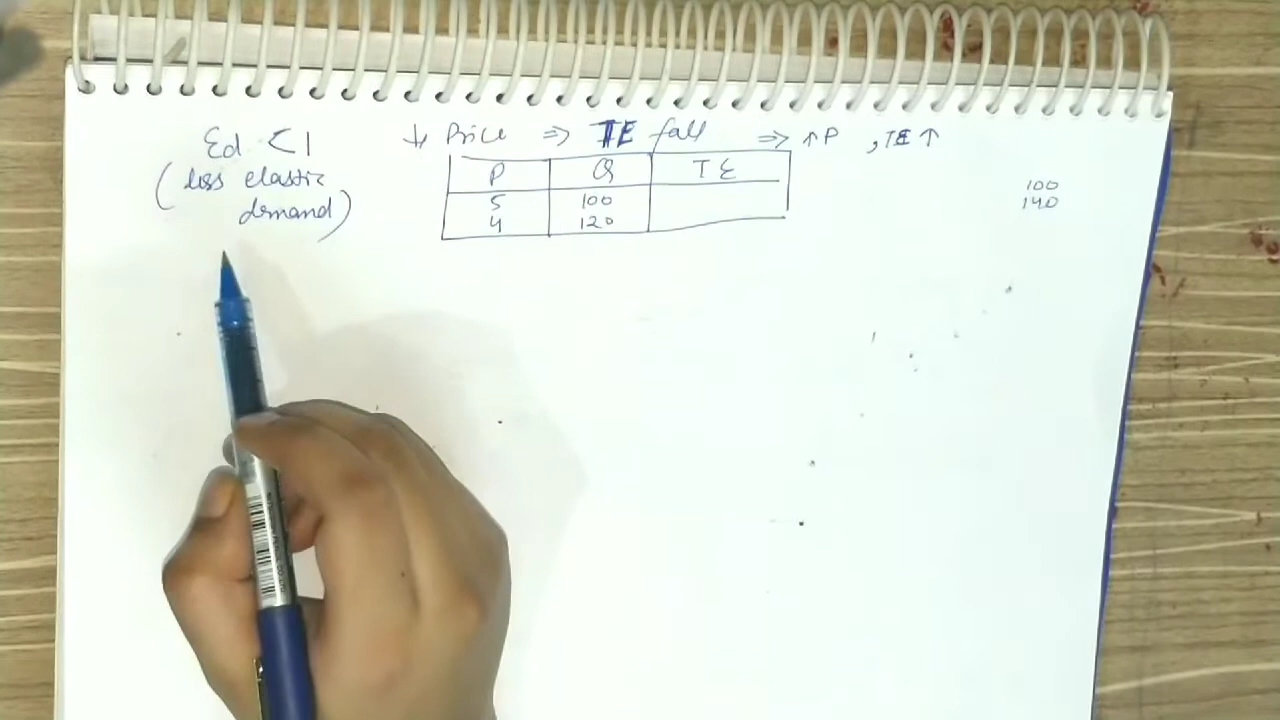 Ed < 1 ↓ Price ⇒ TE fall ⇒ ↑P , TE ↑
(less elastic demand)
P Q TE
5 100
4 120
100
140